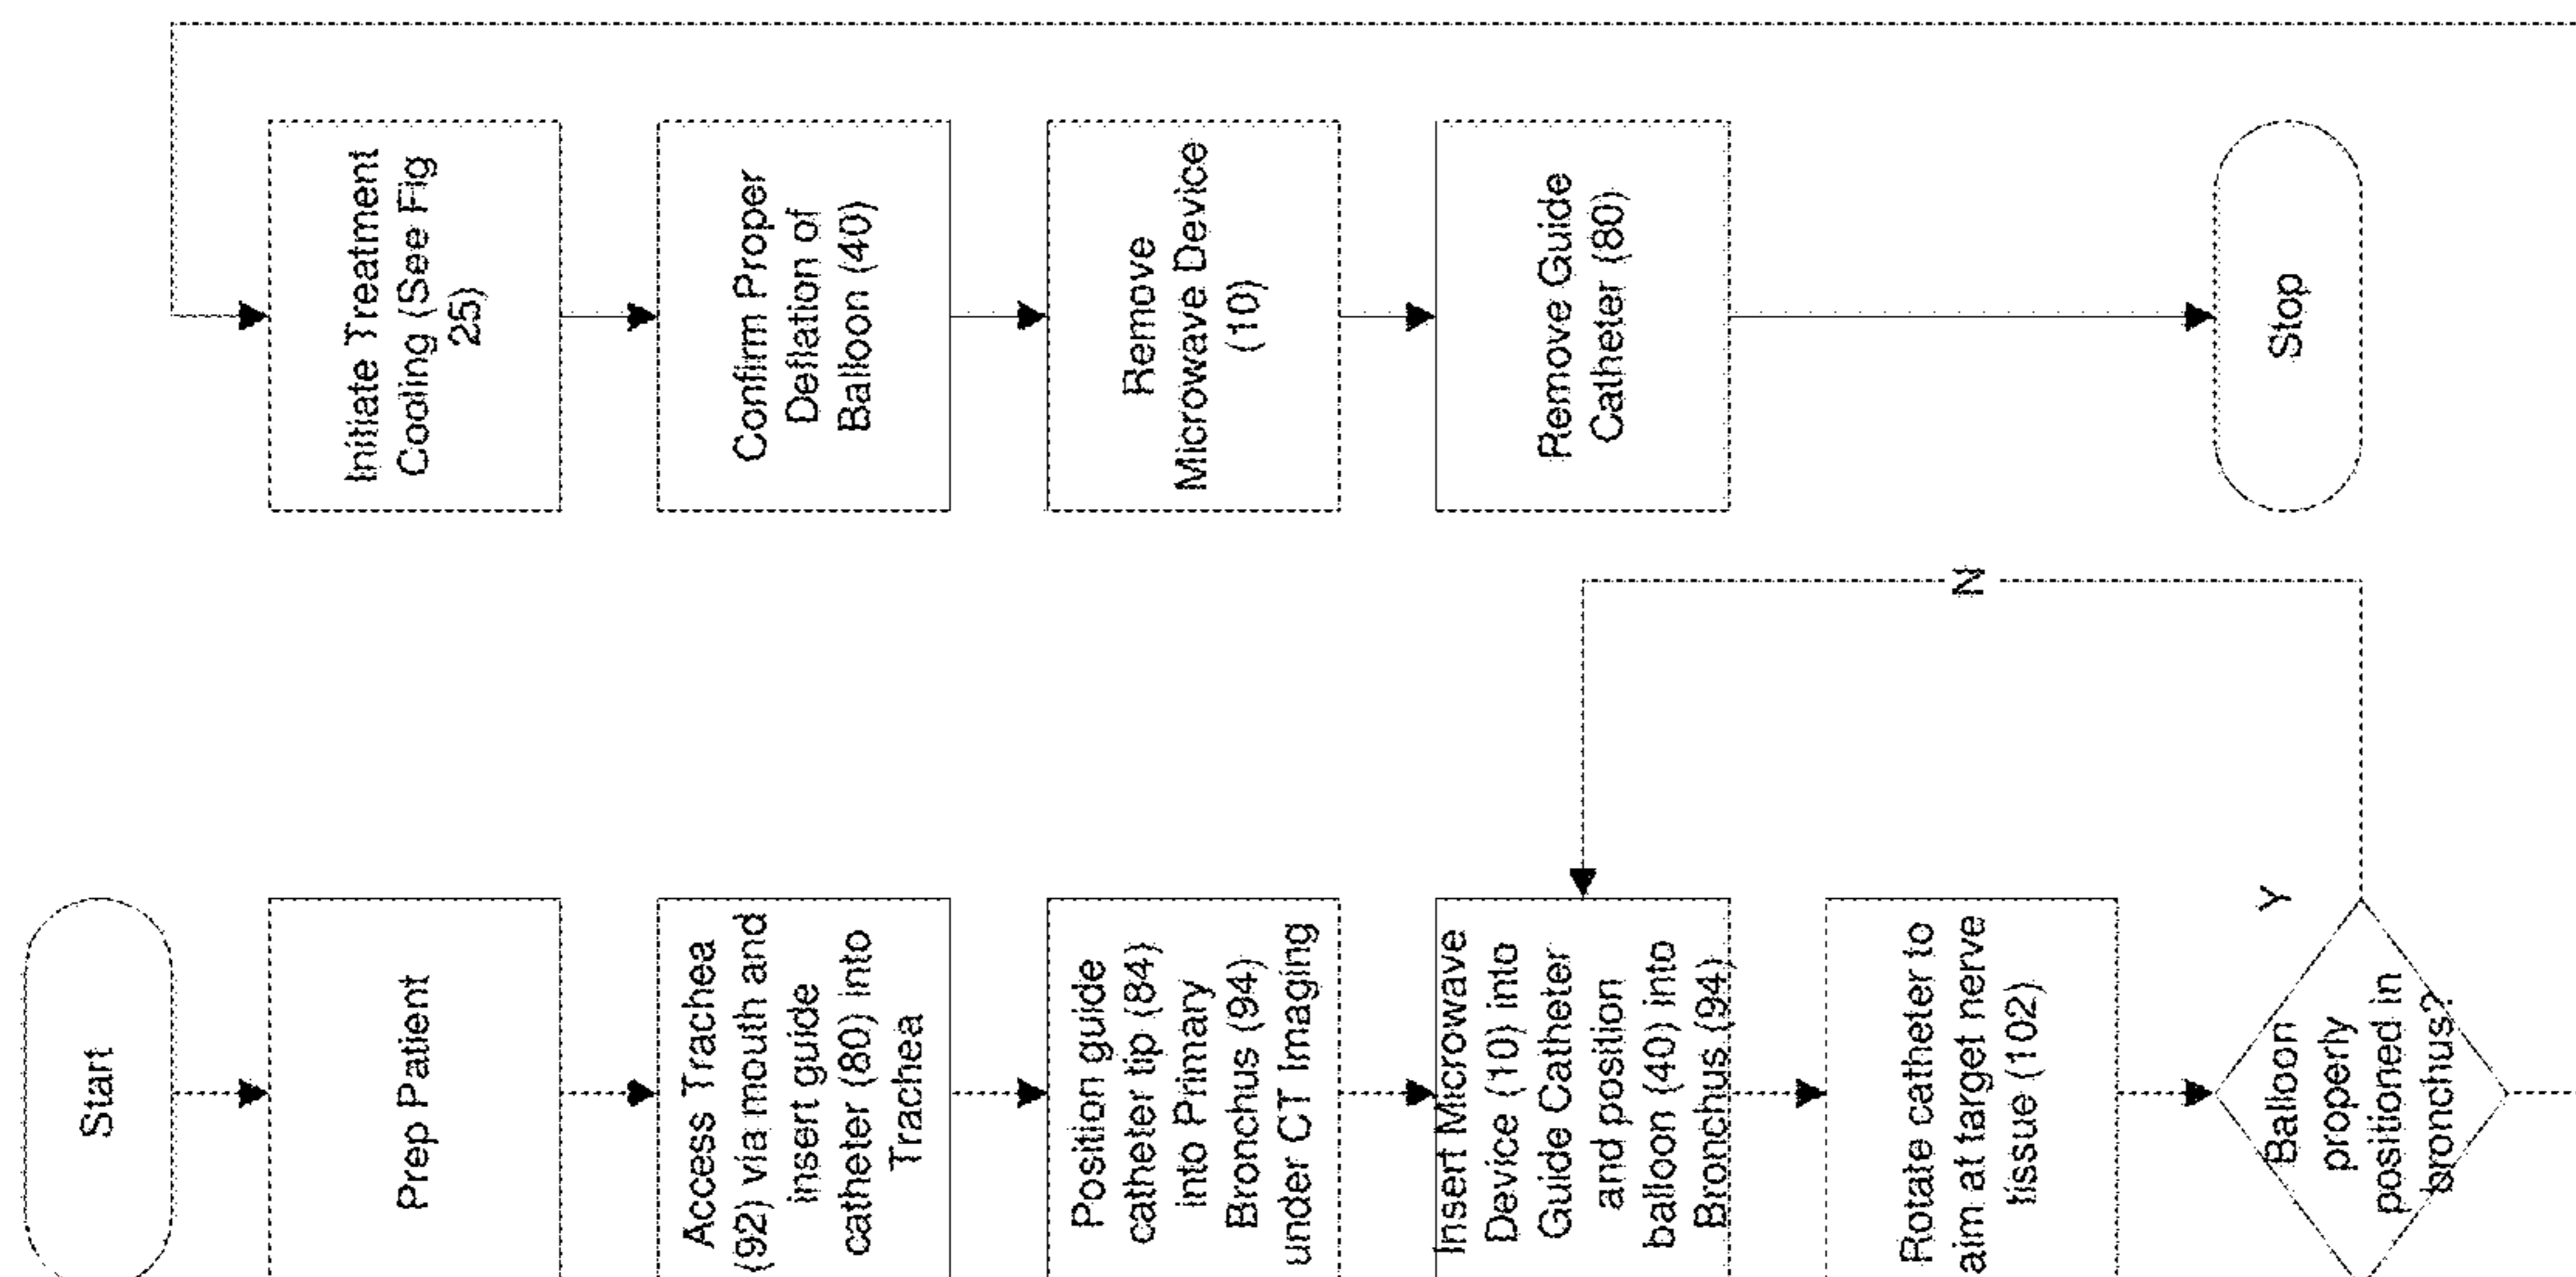 Start
Prep Patient
Access Trachea
(92) via mouth and
insert guide
catheter (80) into
Trachea
Position guide
catheter tip (84)
into Primary
Bronchus (94)
under CT Imaging
Insert Microwave
Device (10) into
Guide Catheter
and position
balloon (40) into
Bronchus (94)
Rotate catheter to
aim at target nerve
tissue (102)
Balloon
properly
positioned in
bronchus?
Y
N
Initiate Treatment
Cooling (See Fig
25)
Confirm Proper
Deflation of
Balloon (40)
Remove
Microwave Device
(10)
Remove Guide
Catheter (80)
Stop